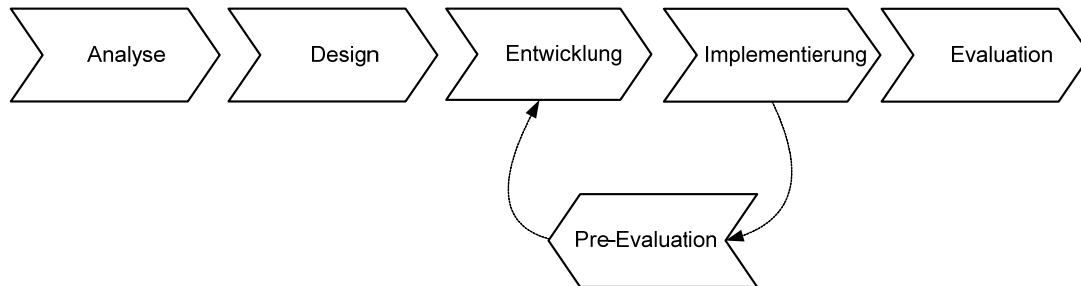 Analyse
Design
Entwicklung
Implementierung
Evaluation
Pre-Evaluation